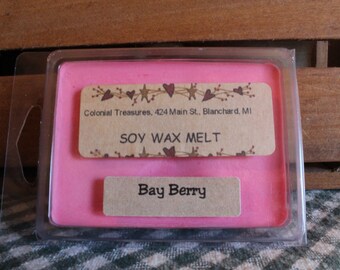 Colonial Treasures, 424 Main St., Blanchard, MI
SOY WAX MELT
Bay Berry